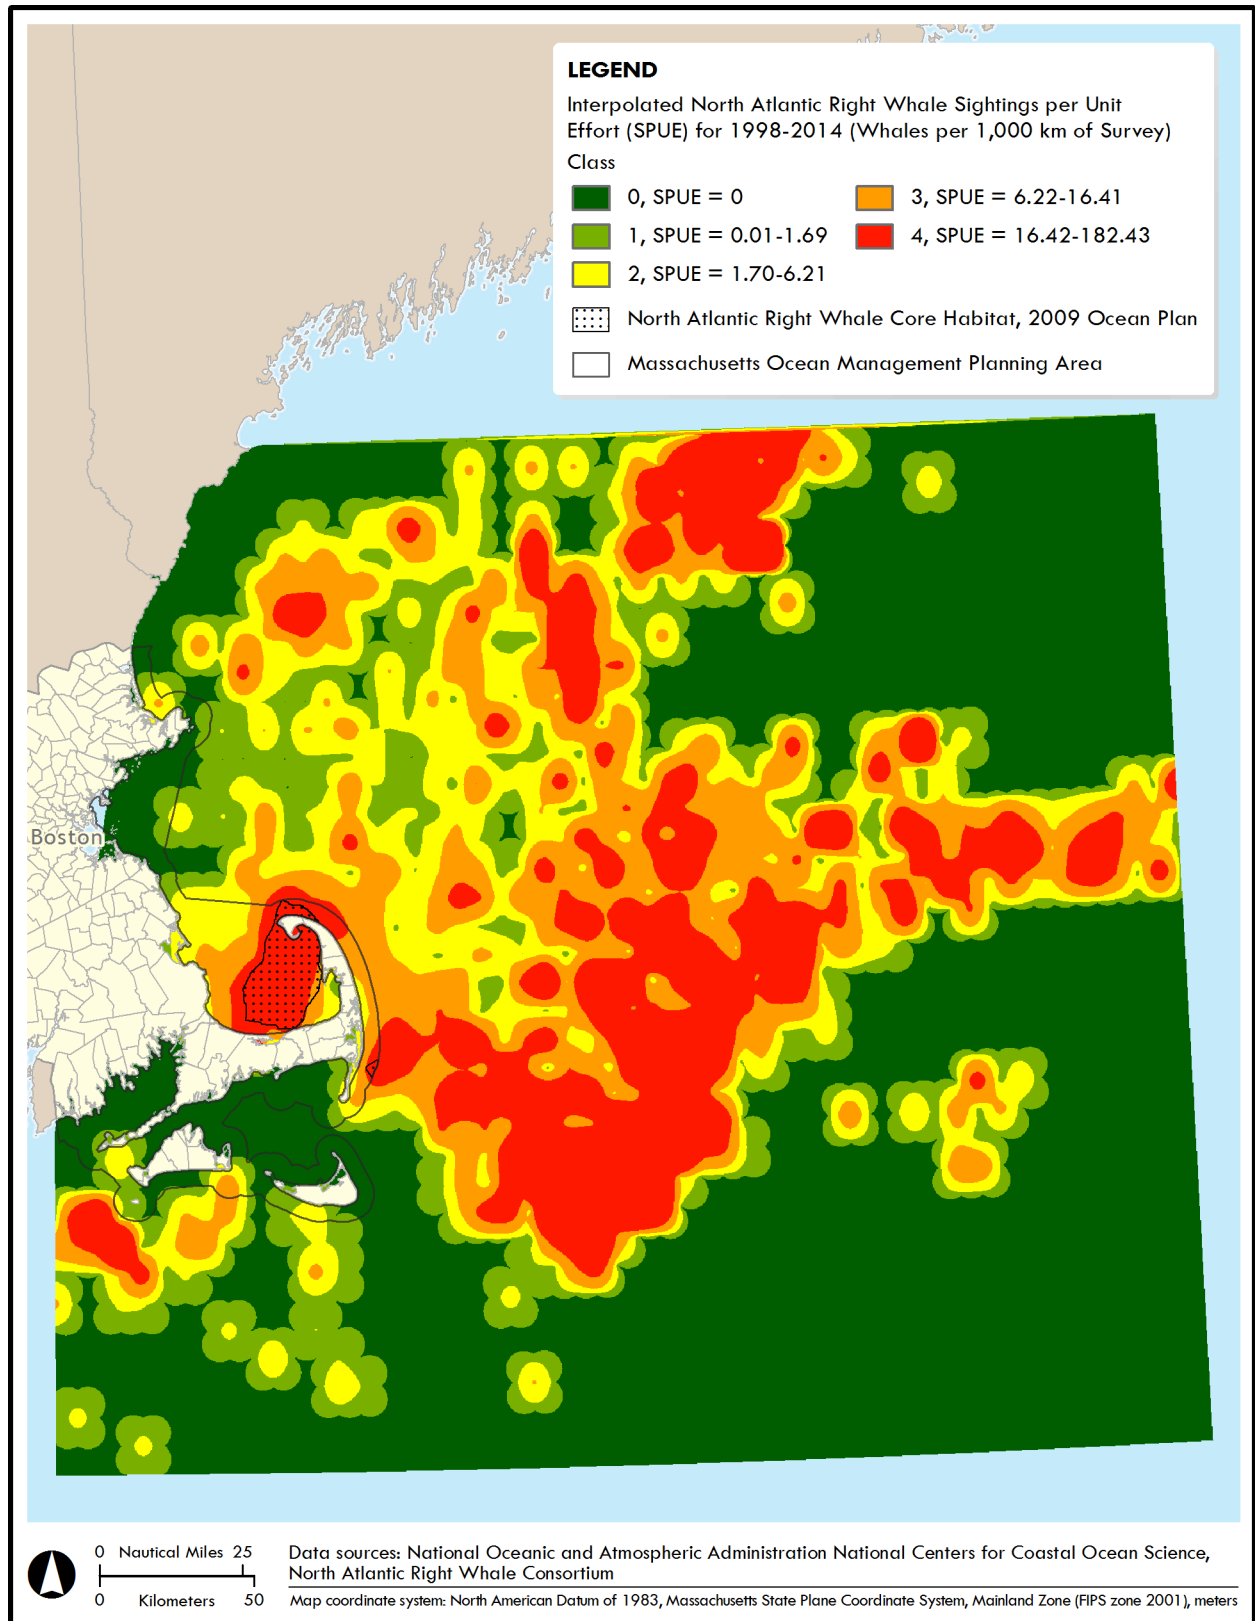 LEGEND
Interpolated North Atlantic Right Whale Sightings per Unit
Effort (SPUE) for 1998-2014 (Whales per 1,000 km of Survey)
Class
0, SPUE = 0
1, SPUE = 0.01-1.69
2, SPUE = 1.70-6.21
3, SPUE = 6.22-16.41
4, SPUE = 16.42-182.43
North Atlantic Right Whale Core Habitat, 2009 Ocean Plan
Massachusetts Ocean Management Planning Area
Boston
0 Nautical Miles 25
0 Kilometers 50
Data sources: National Oceanic and Atmospheric Administration National Centers for Coastal Ocean Science,
North Atlantic Right Whale Consortium
Map coordinate system: North American Datum of 1983, Massachusetts State Plane Coordinate System, Mainland Zone (FIPS zone 2001), meters